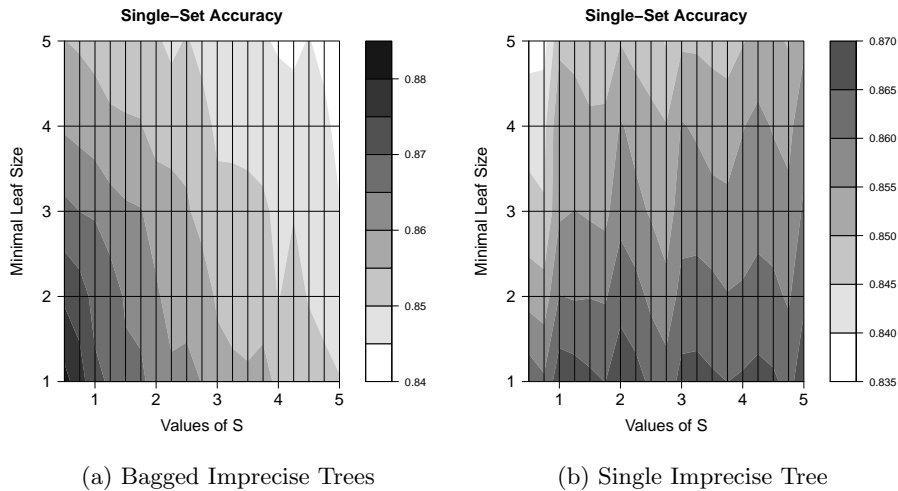 Single−Set Accuracy
5
4
3
2
1
Minimal Leaf Size
1 2 3 4 5
Values of S
0.88
0.87
0.86
0.85
0.84
(a) Bagged Imprecise Trees
Single−Set Accuracy
5
4
3
2
1
Minimal Leaf Size
1 2 3 4 5
Values of S
0.870
0.865
0.860
0.855
0.850
0.845
0.840
0.835
(b) Single Imprecise Tree